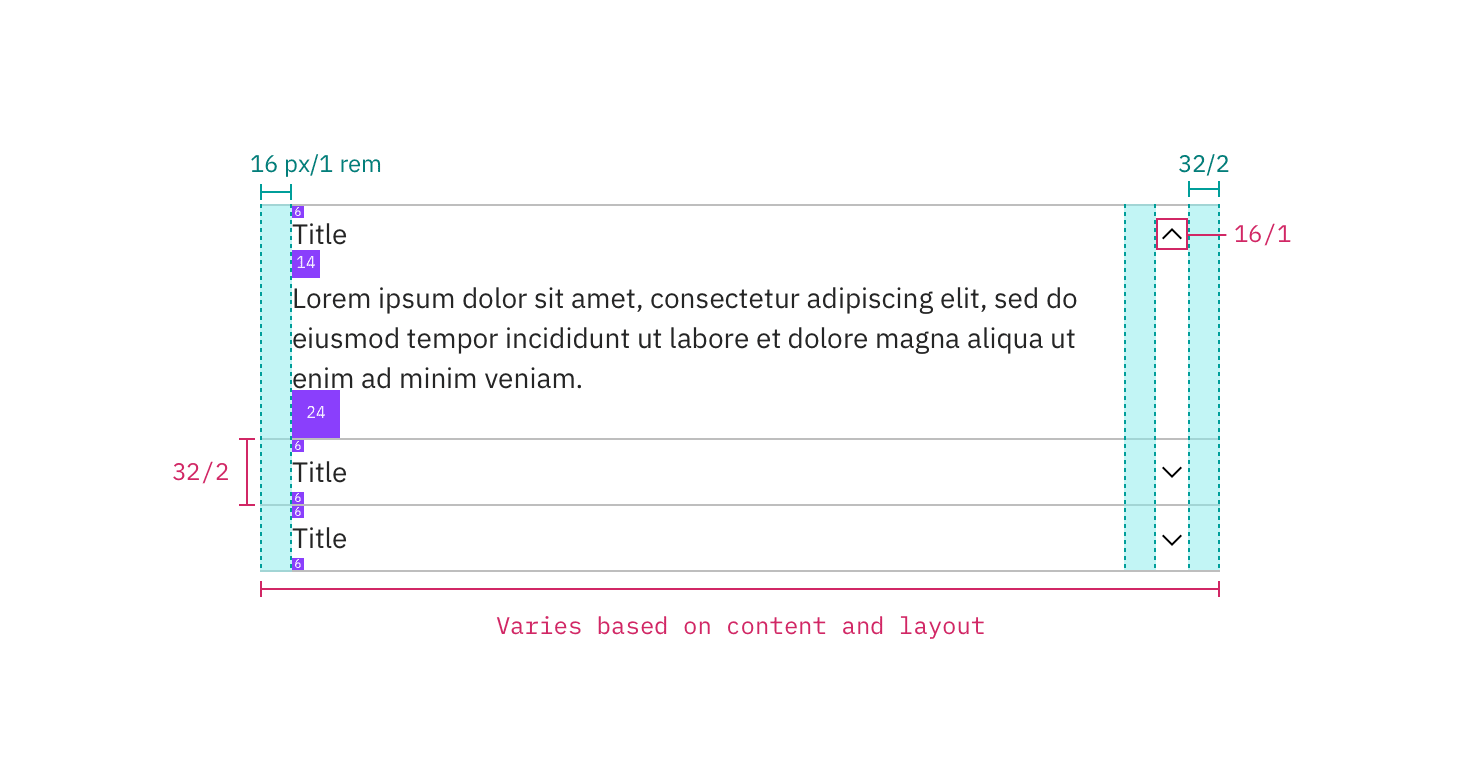 16 px/1 rem
32/2
6
Title
16/1
14
Lorem ipsum dolor sit amet, consectetur adipiscing elit, sed do
eiusmod tempor incididunt ut labore et dolore magna aliqua ut
enim ad minim veniam.
24
6
32/2
Title
6
6
Title
6
Varies based on content and layout